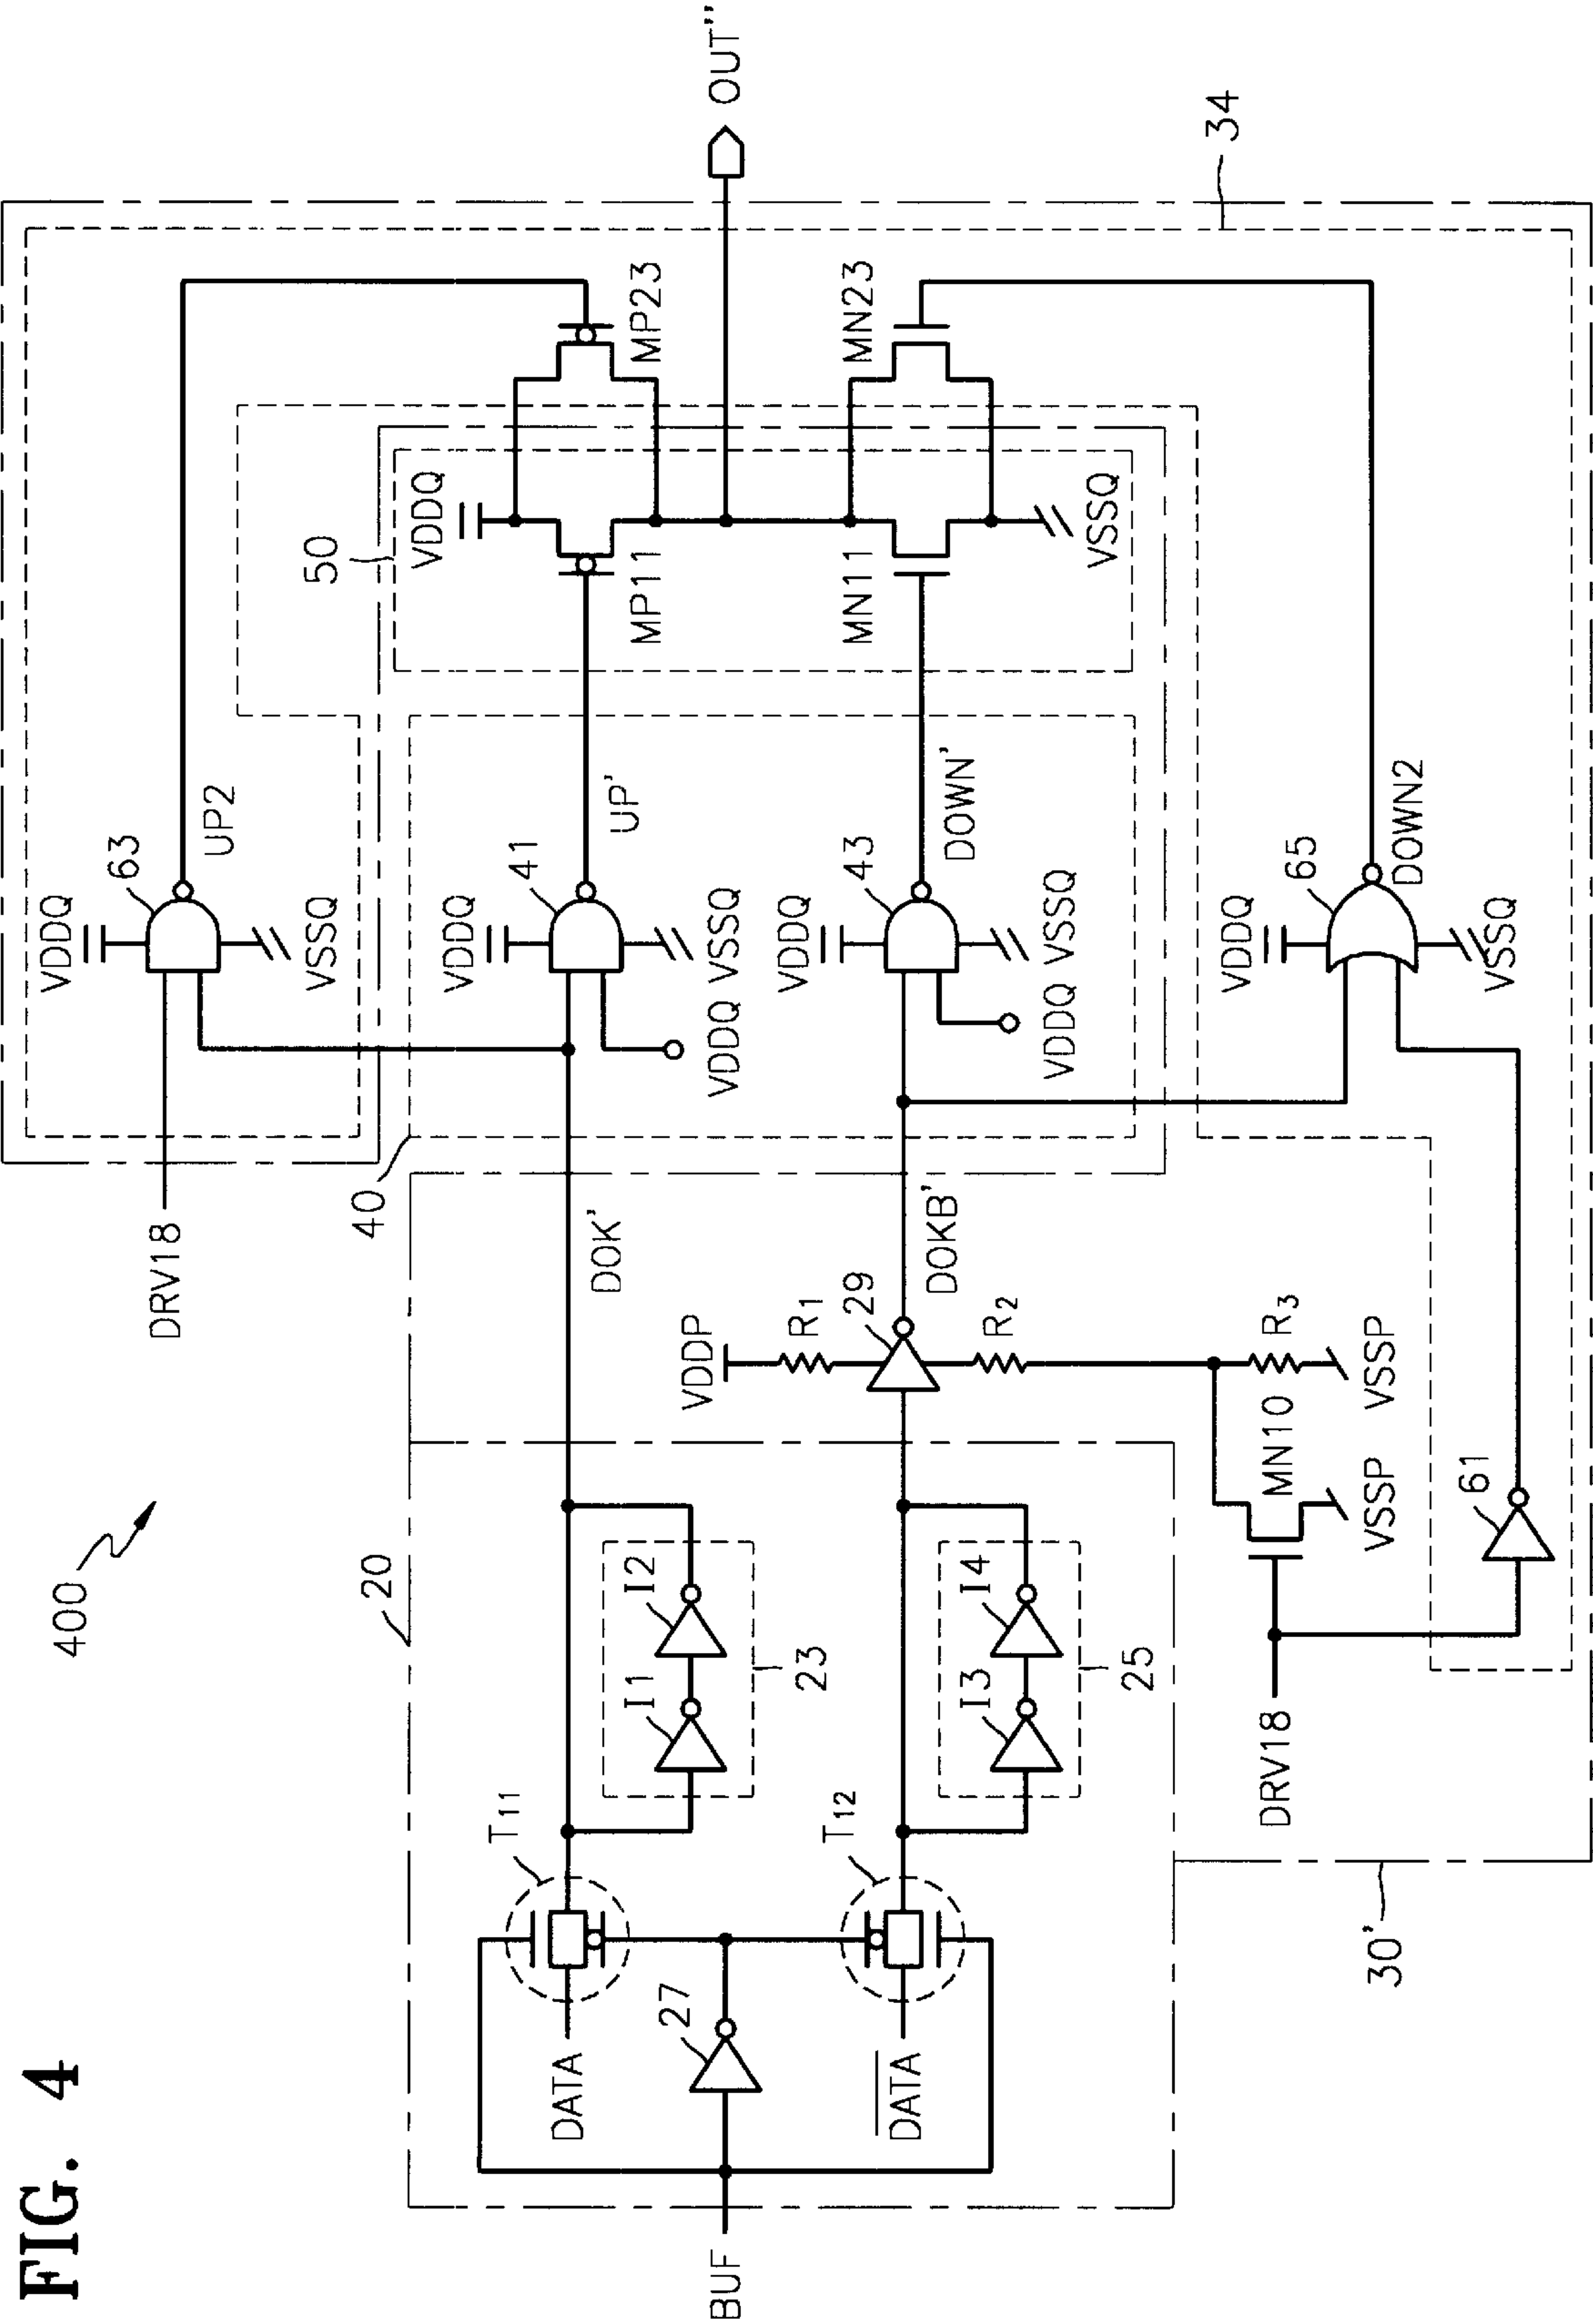 FIG. 4
400
DRV18
VDDQ
63
UP2
VSSQ
40
VDDQ
41
UP'
VDDQ VSSQ
50
VDDQ
MP11
MP23
OUT''
VDDQ
43
DOWN'
VDDQ VSSQ
MN11
MN23
VSSQ
34
VDDQ
65
DOWN2
VSSQ
20
DOK'
T11
DATA
I1
I2
23
BUF
27
T12
DATA
I3
I4
25
VDDP
R1
29
DOKB'
R2
R3
VSSP
MN10
VSSP
DRV18
61
30'